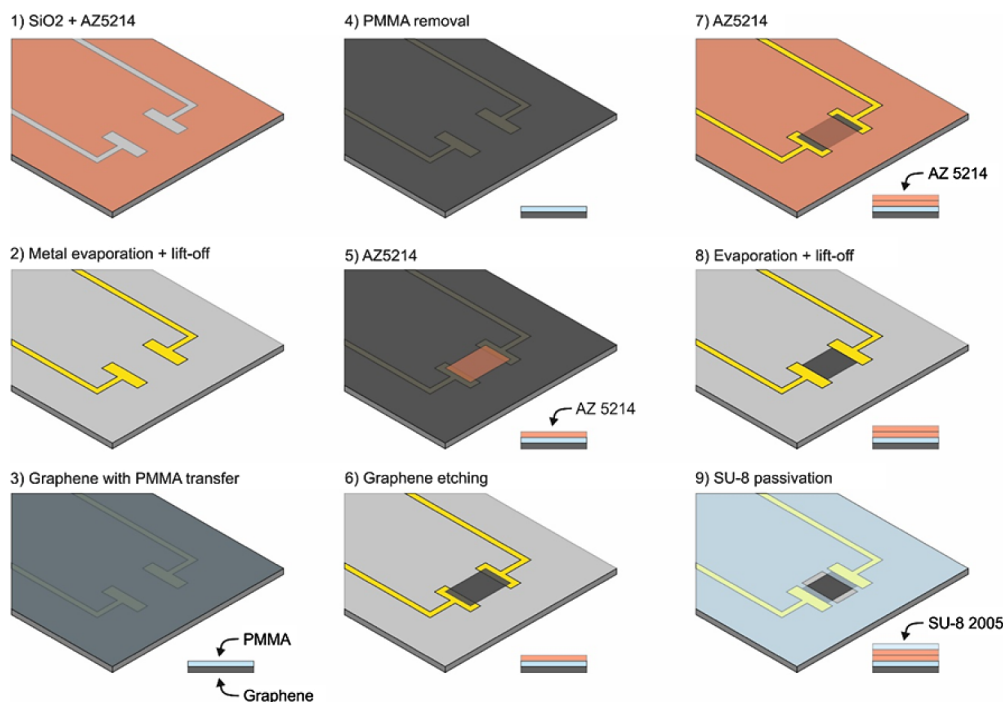 1) SiO2 + AZ5214
4) PMMA removal
7) AZ5214
AZ 5214
2) Metal evaporation + lift-off
5) AZ5214
8) Evaporation + lift-off
AZ 5214
3) Graphene with PMMA transfer
6) Graphene etching
9) SU-8 passivation
PMMA
SU-8 2005
Graphene